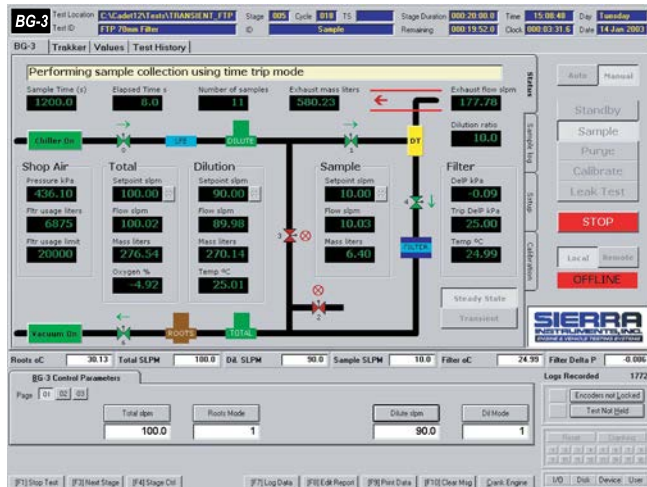 BG-3
Test Location C:\Cadet12\Tests\TRANSIENT_FTP Stage 005 Cycle 010 TS Stage Duration 000:20:00.0 Time 15:08:48 Day Tuesday
Test ID FTP 70mm Filter ID Sample Remaining 000:19:52.0 Clock 000:03:31.6 Date 14 Jan 2003
BG-3 Trakker Values Test History
Performing sample collection using time trip mode
Sample Time (s) Elapsed Time s Number of samples Exhaust mass liters Exhaust flow slpm
1200.0 8.0 11 580.23 177.78
Dilution ratio
10.0
Chiller On 0 LFE DILUTE 5 DT
Shop Air Total Dilution Sample Filter
Pressure kPa Setpoint slpm Setpoint slpm Setpoint slpm DelP kPa
436.10 100.00 90.00 10.00 -0.09
Fltr usage liters Flow slpm Flow slpm Flow slpm Trip DelP kPa
6875 100.02 89.98 10.03 25.00
Fltr usage limit Mass liters Mass liters Mass liters Temp ºC
20000 276.54 270.14 6.40 24.99
Oxygen % Temp ºC
-4.92 25.01
3
4
FILTER
2
Vacuum On 6 ROOTS TOTAL
Steady State
Transient
Status
Sample log
Setup
Calibration
Auto Manual
Standby
Sample
Purge
Calibrate
Leak Test
STOP
Local Remote
OFFLINE
SIERRA
INSTRUMENTS, INC.
ENGINE & VEHICLE TESTING SYSTEMS
Roots oC 30.13 Total SLPM 100.0 Dil. SLPM 90.0 Sample SLPM 10.0 Filter oC 24.99 Filter Delta P -0.086
BG-3 Control Parameters
Page 01 02 03
Total slpm Roots Mode Dilute slpm Dil Mode
100.0 1 90.0 1
Logs Recorded 1772
Encoders not Locked
Test Not Held
Reset
[F1] Stop Test [F3] Next Stage [F4] Stage Ctrl [F7] Log Data [F8] Edit Report [F9] Print Data [F10] Clear Msg Crank Engine
I/O Disk Device User